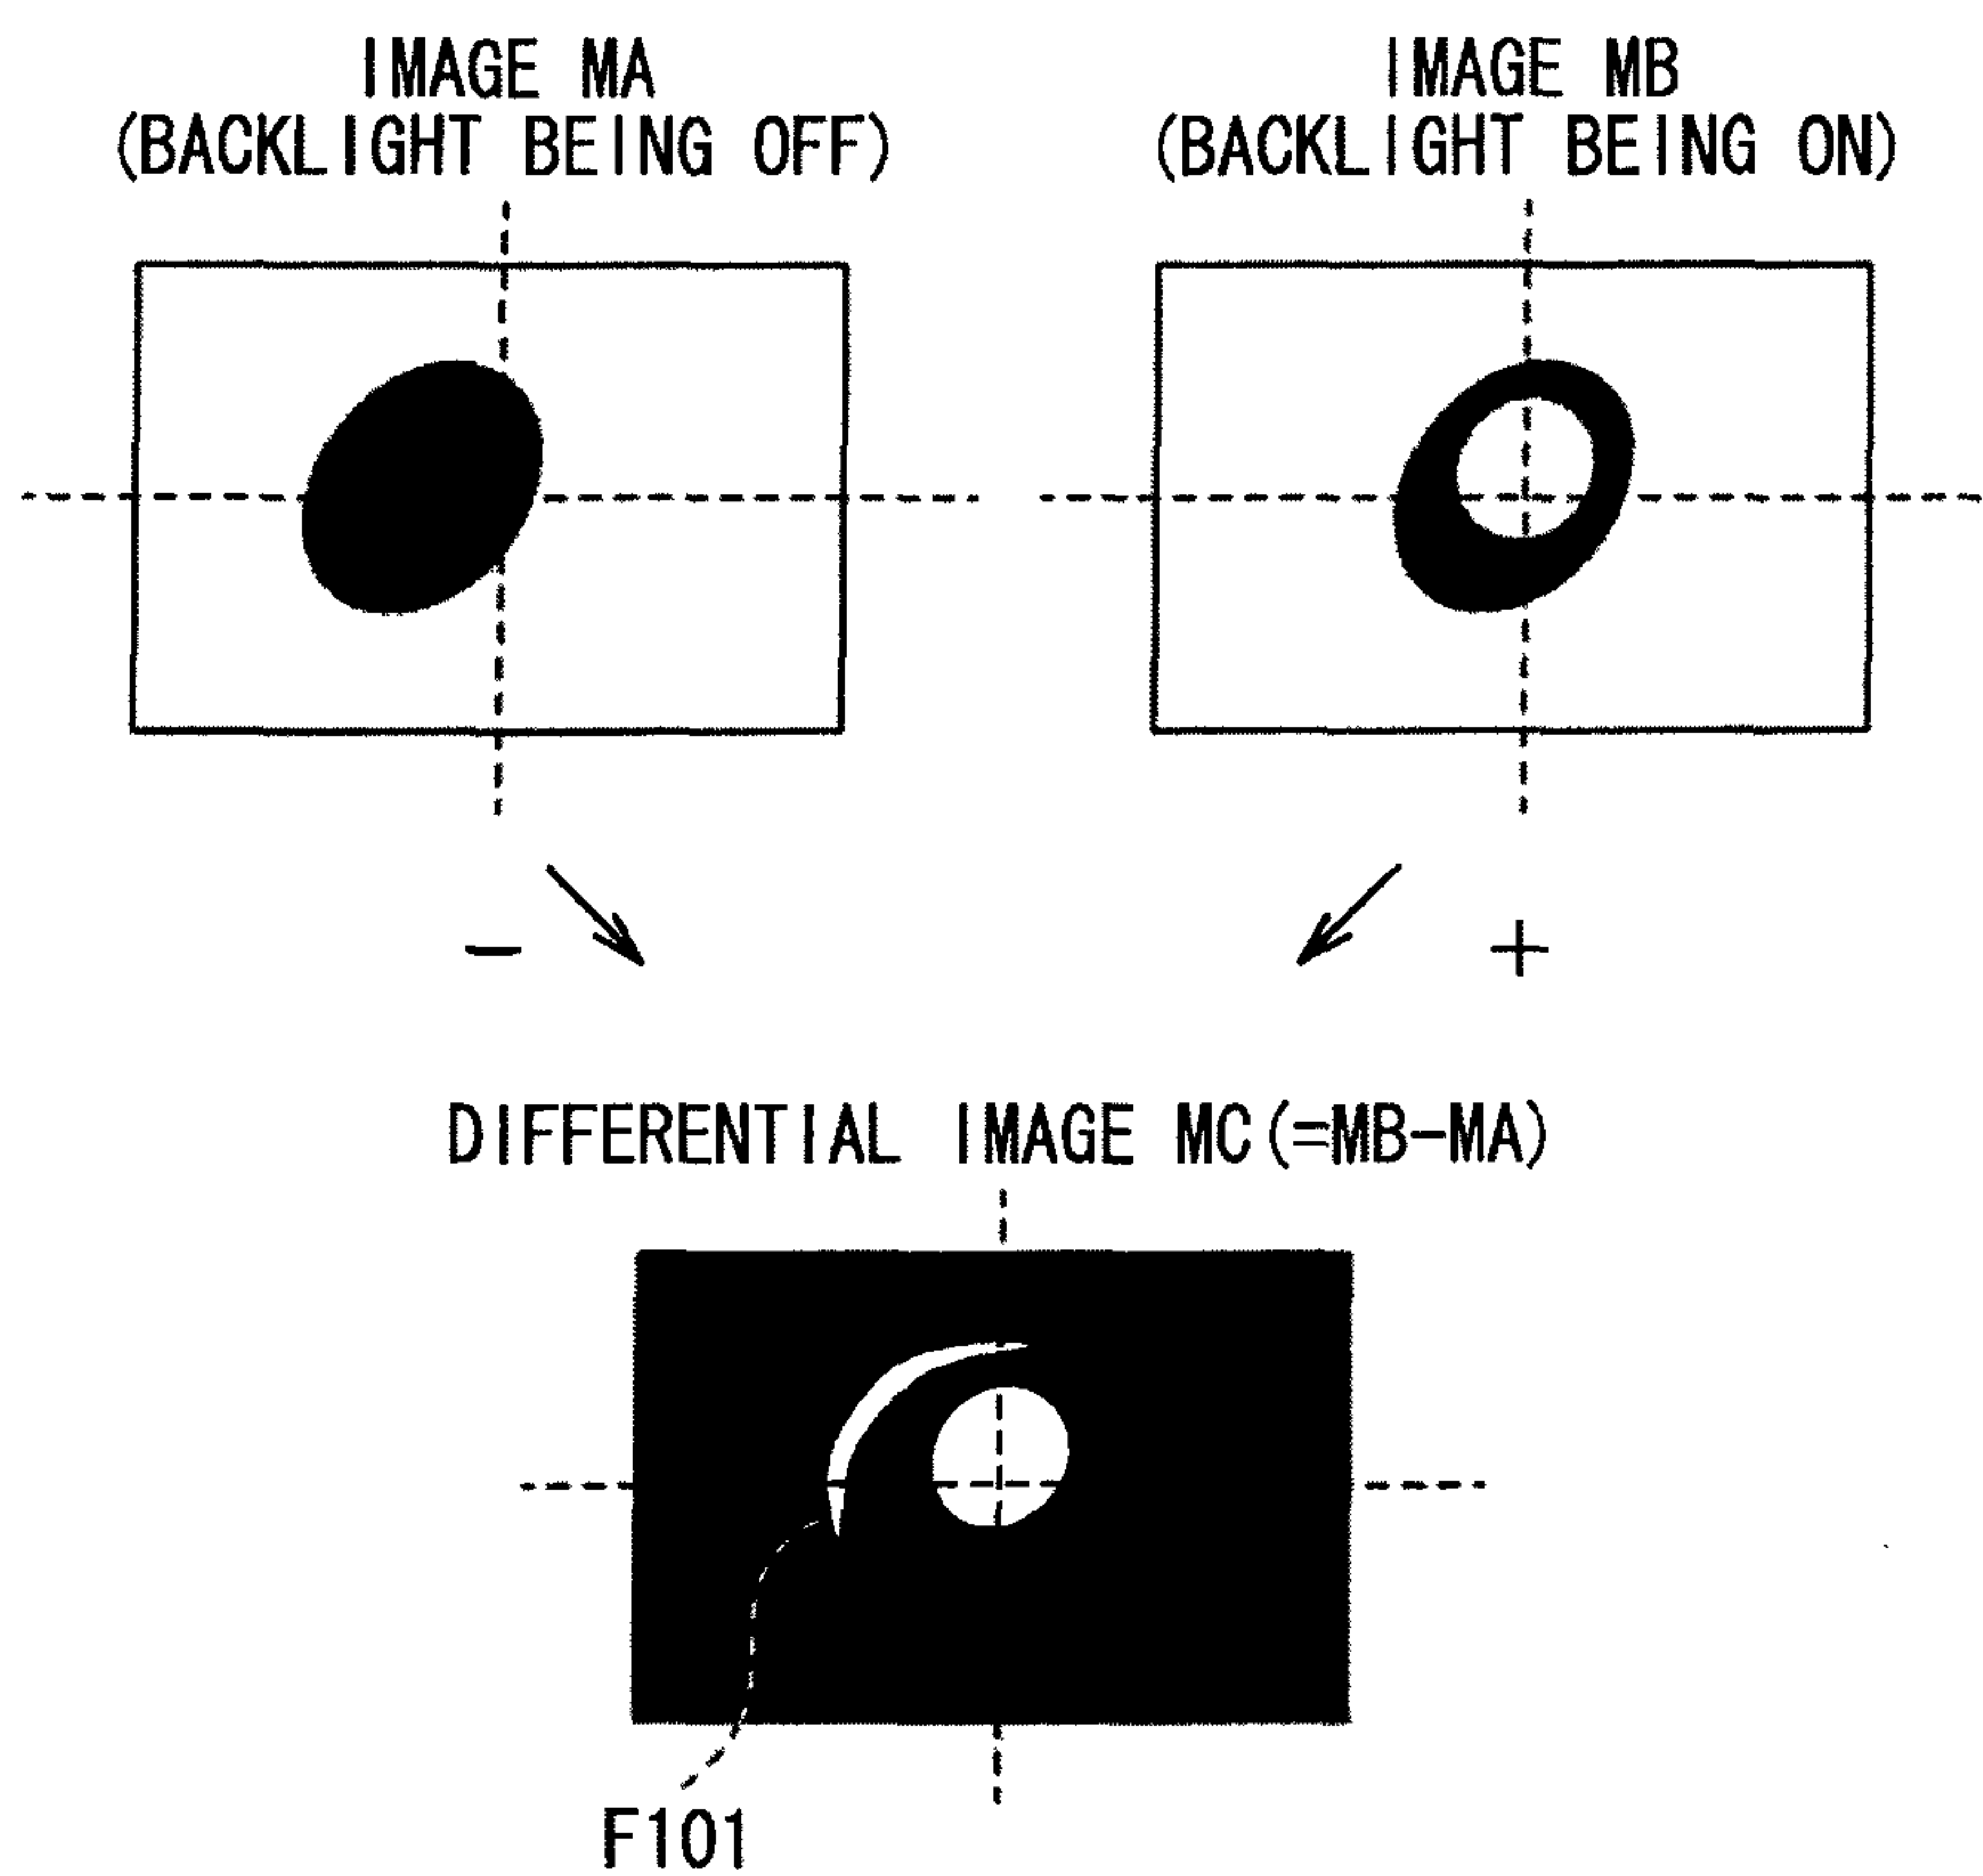 IMAGE MA
(BACKLIGHT BEING OFF)
IMAGE MB
(BACKLIGHT BEING ON)
−
+
DIFFERENTIAL IMAGE MC(=MB−MA)
F101